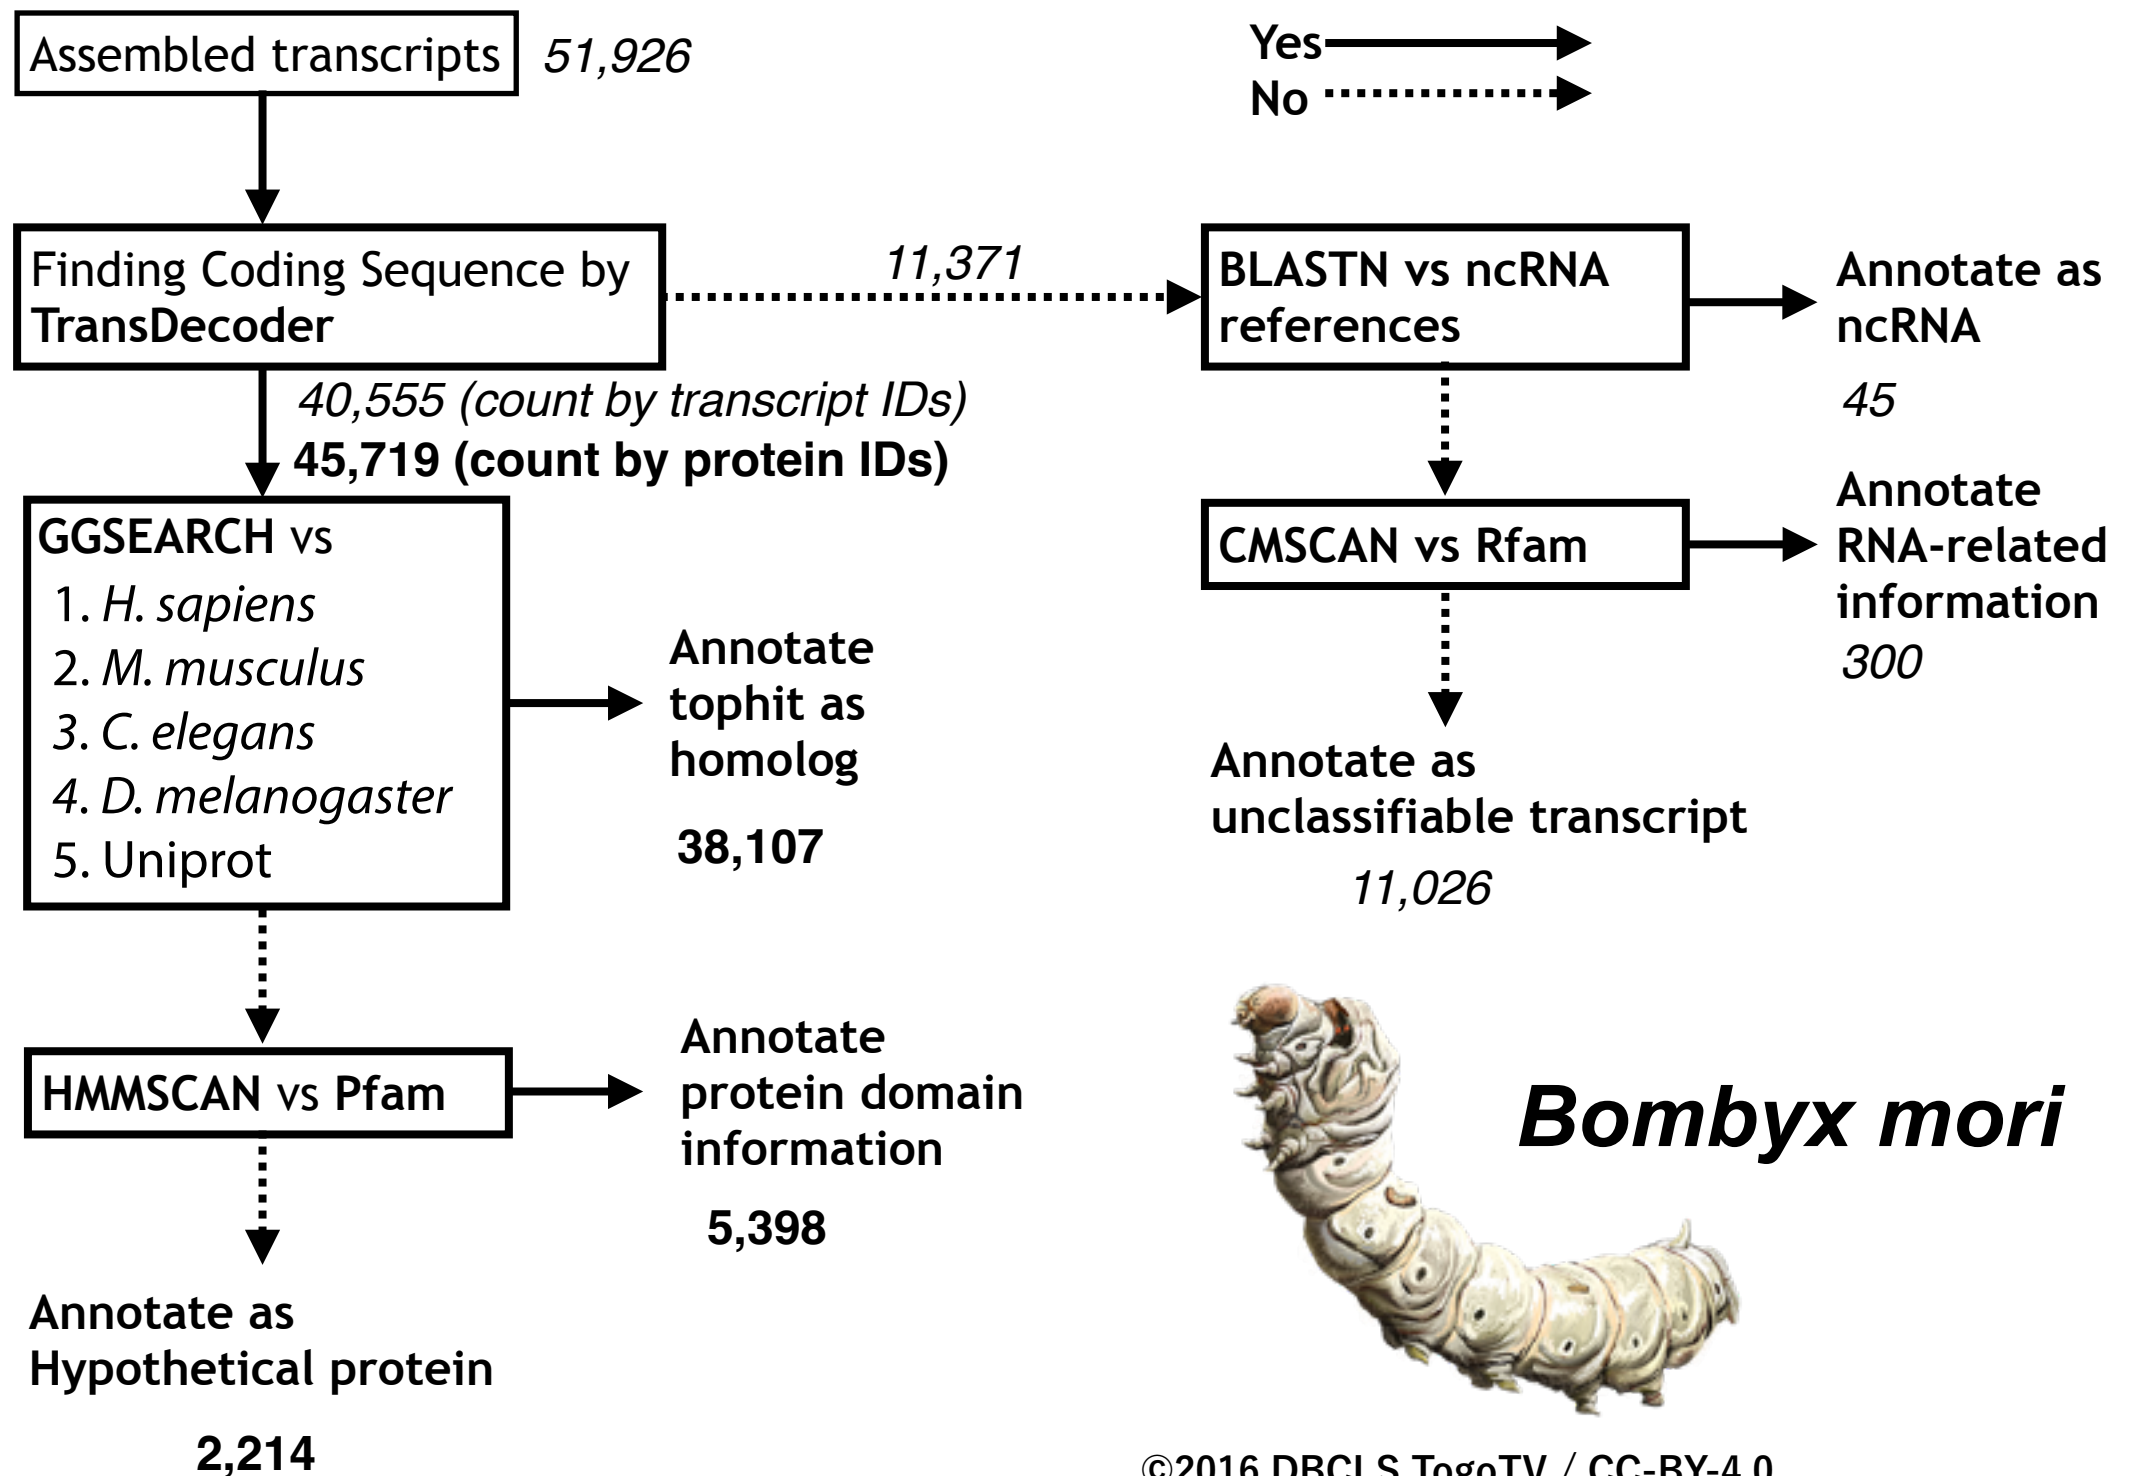 Assembled transcripts 51,926
Yes
No
Finding Coding Sequence by
TransDecoder
11,371
BLASTN vs ncRNA
references
Annotate as
ncRNA
45
40,555 (count by transcript IDs)
45,719 (count by protein IDs)
GGSEARCH vs
1. H. sapiens
2. M. musculus
3. C. elegans
4. D. melanogaster
5. Uniprot
Annotate
tophit as
homolog
38,107
CMSCAN vs Rfam
Annotate
RNA-related
information
300
Annotate as
unclassifiable transcript
11,026
HMMSCAN vs Pfam
Annotate
protein domain
information
5,398
Annotate as
Hypothetical protein
2,214
Bombyx mori
©2016 DBCLS TogoTV / CC-BY-4.0